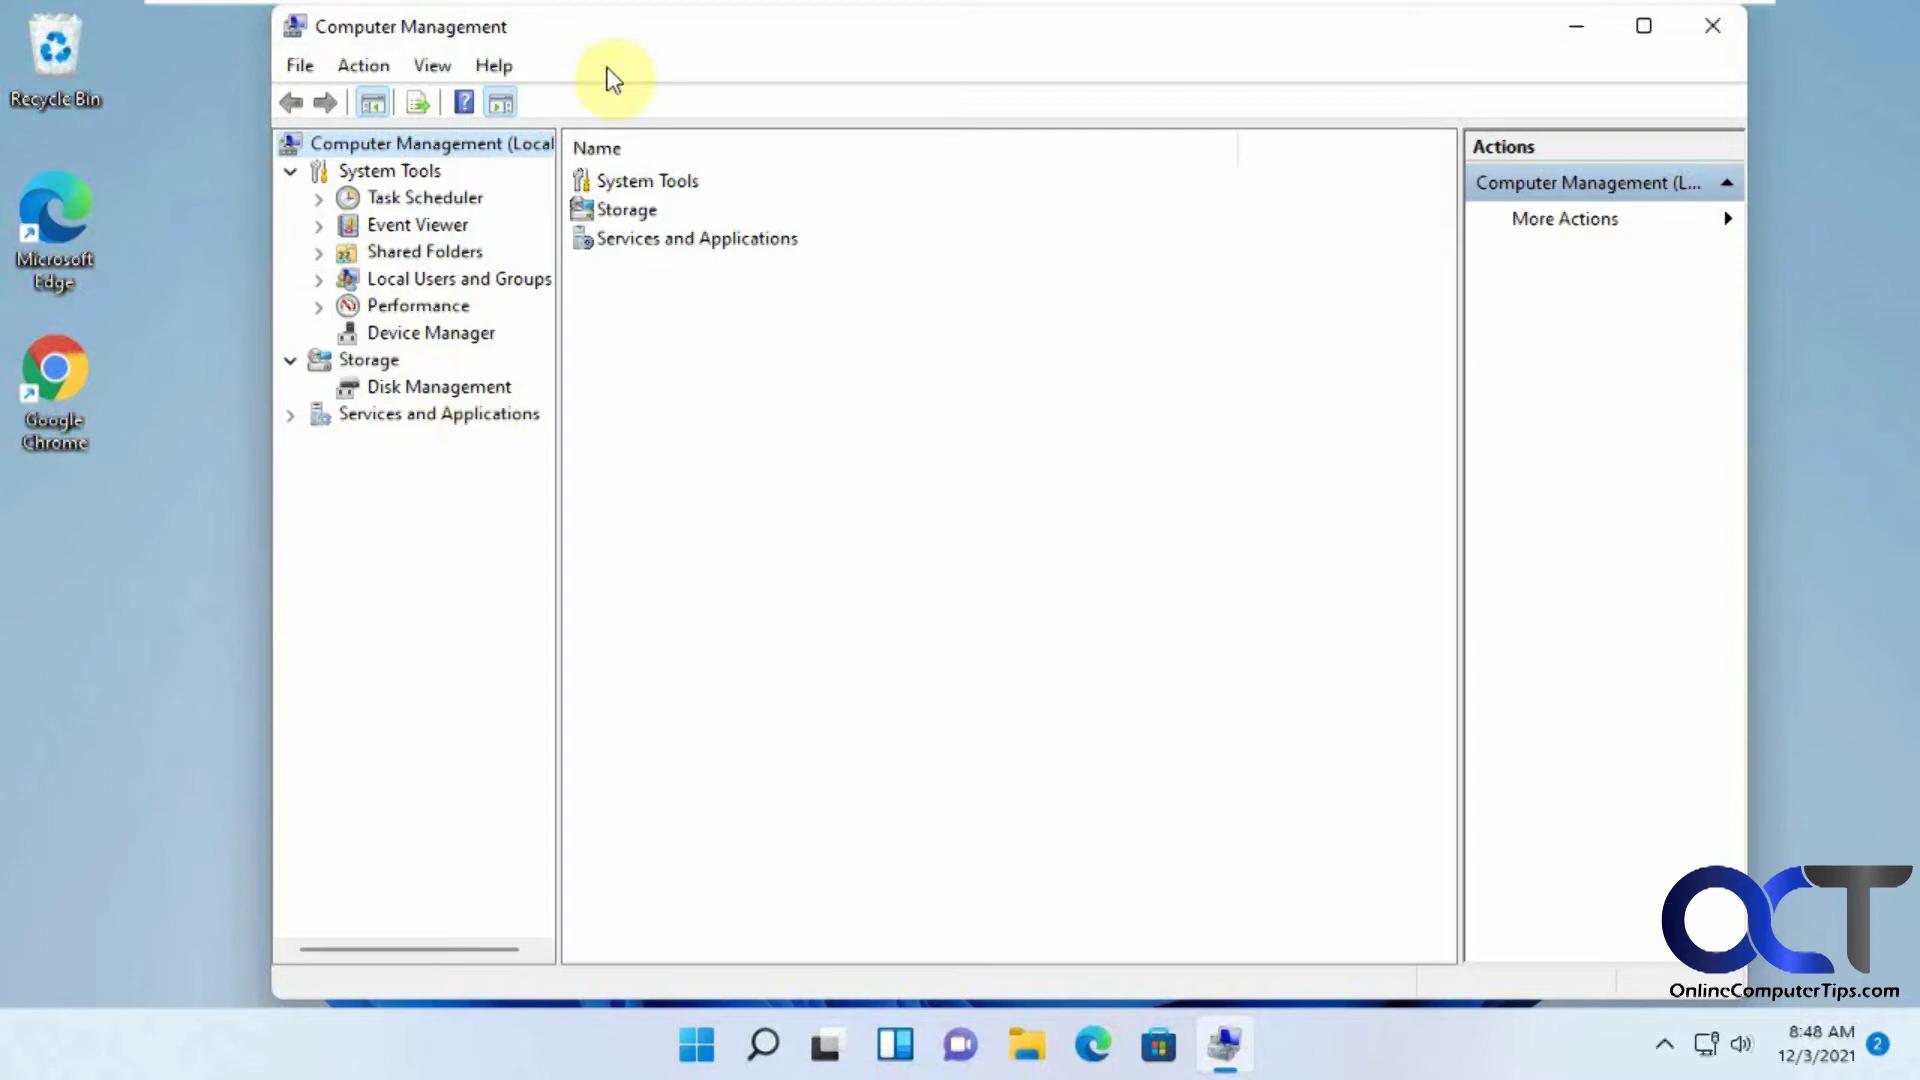 Recycle Bin
Microsoft
Edge
Google
Chrome
Computer Management
File Action View Help
Computer Management (Local
System Tools
Task Scheduler
Event Viewer
Shared Folders
Local Users and Groups
Performance
Device Manager
Storage
Disk Management
Services and Applications
Name
System Tools
Storage
Services and Applications
Actions
Computer Management (L...
More Actions
OCT
OnlineComputerTips.com
8:48 AM
12/3/2021
2